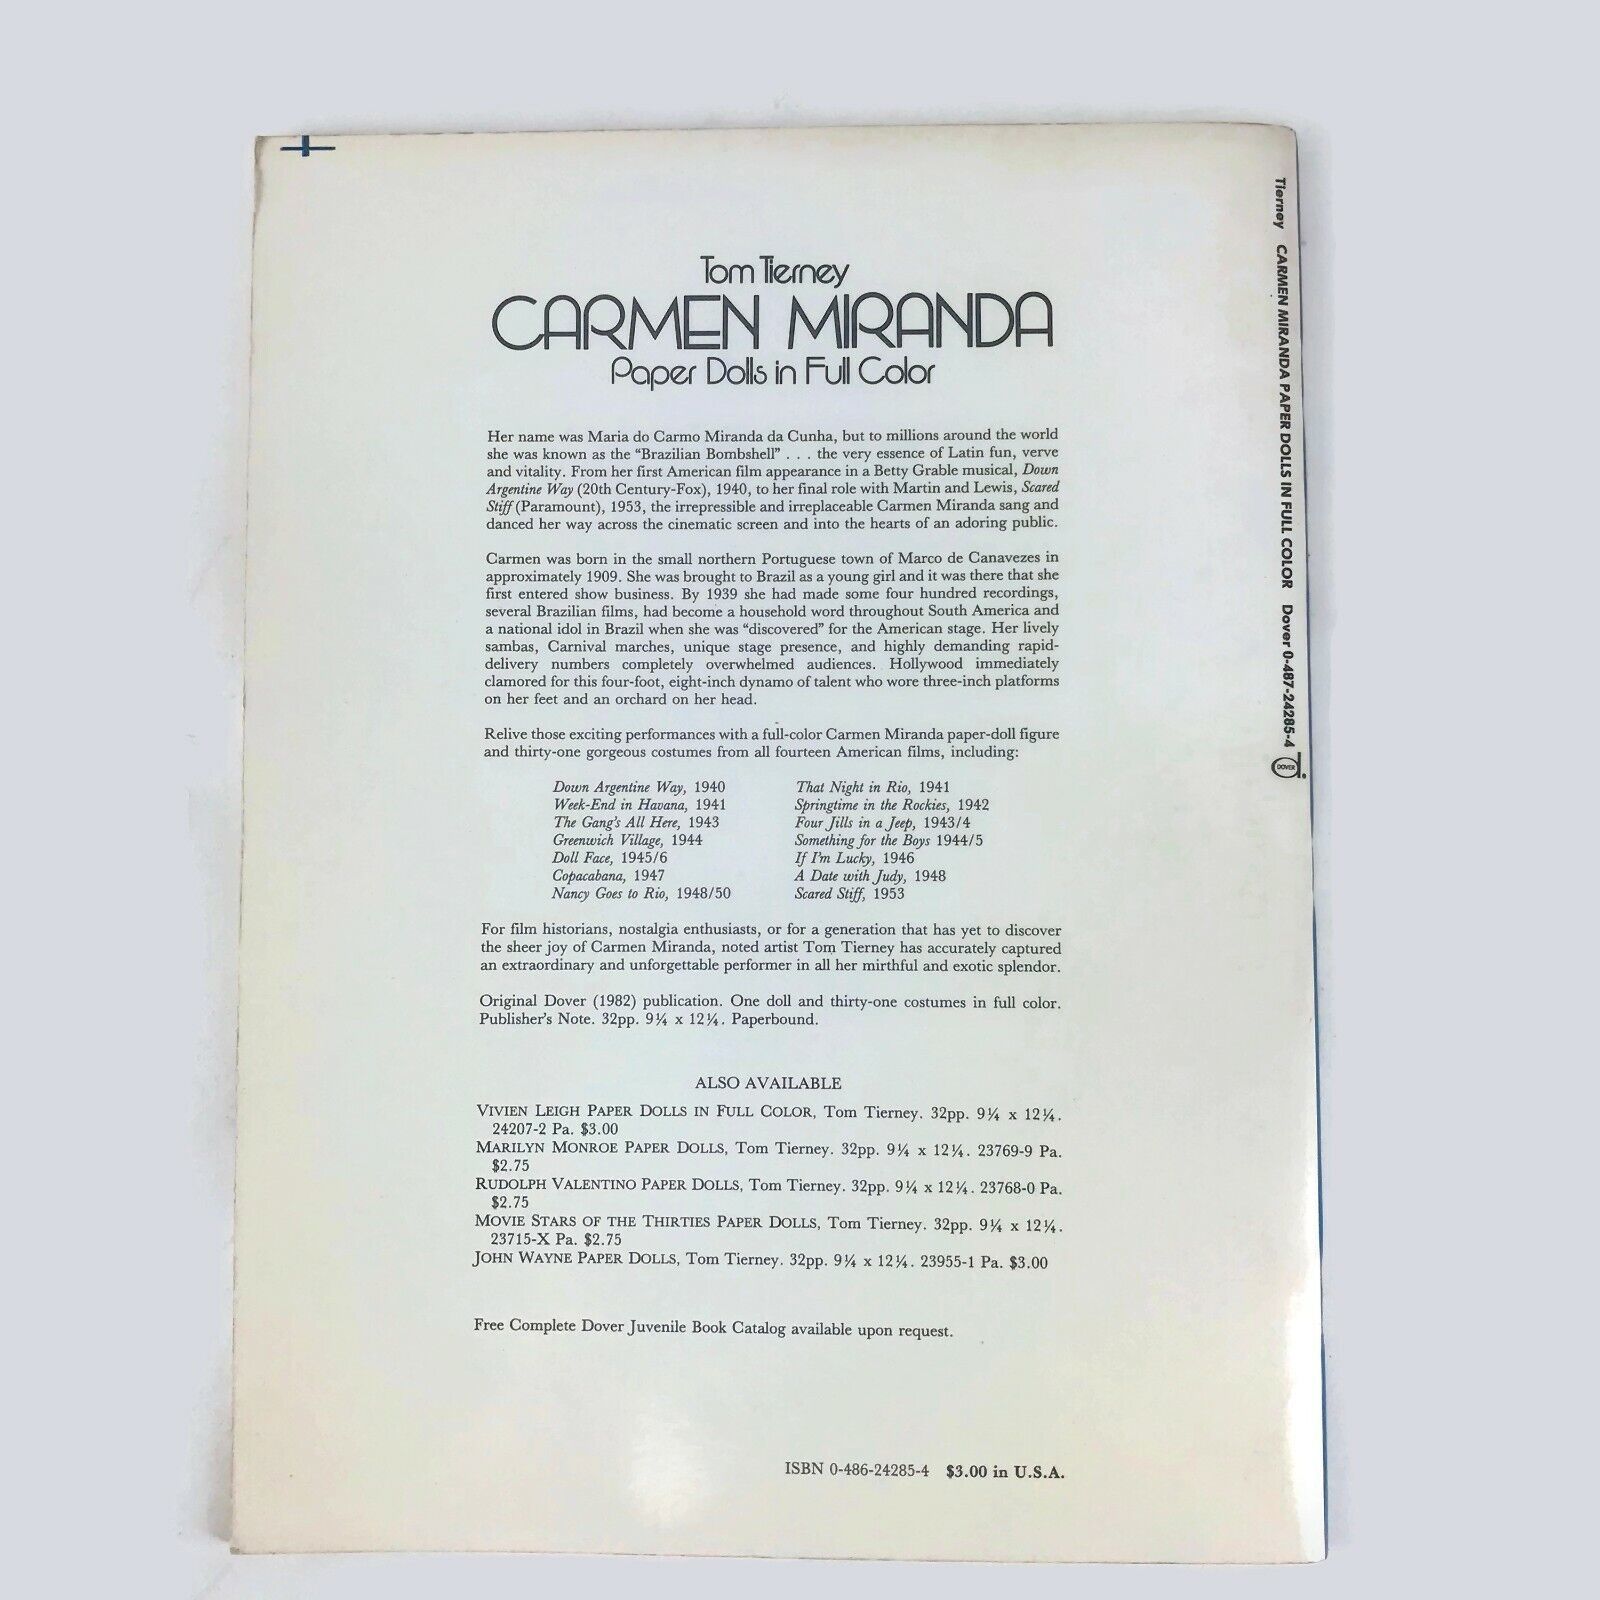 Tom Tierney
CARMEN MIRANDA
Paper Dolls in Full Color
Her name was Maria do Carmo Miranda da Cunha, but to millions around the world
she was known as the “Brazilian Bombshell” . . . the very essence of Latin fun, verve
and vitality. From her first American film appearance in a Betty Grable musical, Down
Argentine Way (20th Century-Fox), 1940, to her final role with Martin and Lewis, Scared
Stiff (Paramount), 1953, the irrepressible and irreplaceable Carmen Miranda sang and
danced her way across the cinematic screen and into the hearts of an adoring public.
Carmen was born in the small northern Portuguese town of Marco de Canavezes in
approximately 1909. She was brought to Brazil as a young girl and it was there that she
first entered show business. By 1939 she had made some four hundred recordings,
several Brazilian films, had become a household word throughout South America and
a national idol in Brazil when she was “discovered” for the American stage. Her lively
sambas, Carnival marches, unique stage presence, and highly demanding rapid-
delivery numbers completely overwhelmed audiences. Hollywood immediately
clamored for this four-foot, eight-inch dynamo of talent who wore three-inch platforms
on her feet and an orchard on her head.
Relive those exciting performances with a full-color Carmen Miranda paper-doll figure
and thirty-one gorgeous costumes from all fourteen American films, including:
Down Argentine Way, 1940
Week-End in Havana, 1941
The Gang's All Here, 1943
Greenwich Village, 1944
Doll Face, 1945/6
Copacabana, 1947
Nancy Goes to Rio, 1948/50
That Night in Rio, 1941
Springtime in the Rockies, 1942
Four Jills in a Jeep, 1943/4
Something for the Boys 1944/5
If I'm Lucky, 1946
A Date with Judy, 1948
Scared Stiff, 1953
For film historians, nostalgia enthusiasts, or for a generation that has yet to discover
the sheer joy of Carmen Miranda, noted artist Tom Tierney has accurately captured
an extraordinary and unforgettable performer in all her mirthful and exotic splendor.
Original Dover (1982) publication. One doll and thirty-one costumes in full color.
Publisher's Note. 32pp. 9¼ x 12¼. Paperbound.
ALSO AVAILABLE
VIVIEN LEIGH PAPER DOLLS IN FULL COLOR, Tom Tierney. 32pp. 9¼ x 12¼.
24207-2 Pa. $3.00
MARILYN MONROE PAPER DOLLS, Tom Tierney. 32pp. 9¼ x 12¼. 23769-9 Pa.
$2.75
RUDOLPH VALENTINO PAPER DOLLS, Tom Tierney. 32pp. 9¼ x 12¼. 23768-0 Pa.
$2.75
MOVIE STARS OF THE THIRTIES PAPER DOLLS, Tom Tierney. 32pp. 9¼ x 12¼.
23715-X Pa. $2.75
JOHN WAYNE PAPER DOLLS, Tom Tierney. 32pp. 9¼ x 12¼. 23955-1 Pa. $3.00
Free Complete Dover Juvenile Book Catalog available upon request.
ISBN 0-486-24285-4 $3.00 in U.S.A.
Tierney CARMEN MIRANDA PAPER DOLLS IN FULL COLOR Dover 0-487-24285-4
DOVER